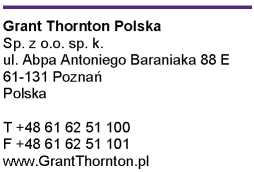 Grant Thornton Polska
Sp. z o.o. sp. k.
ul. Abpa Antoniego Baraniaka 88 E
61-131 Poznań
Polska
T +48 61 62 51 100
F +48 61 62 51 101
www.GrantThornton.pl